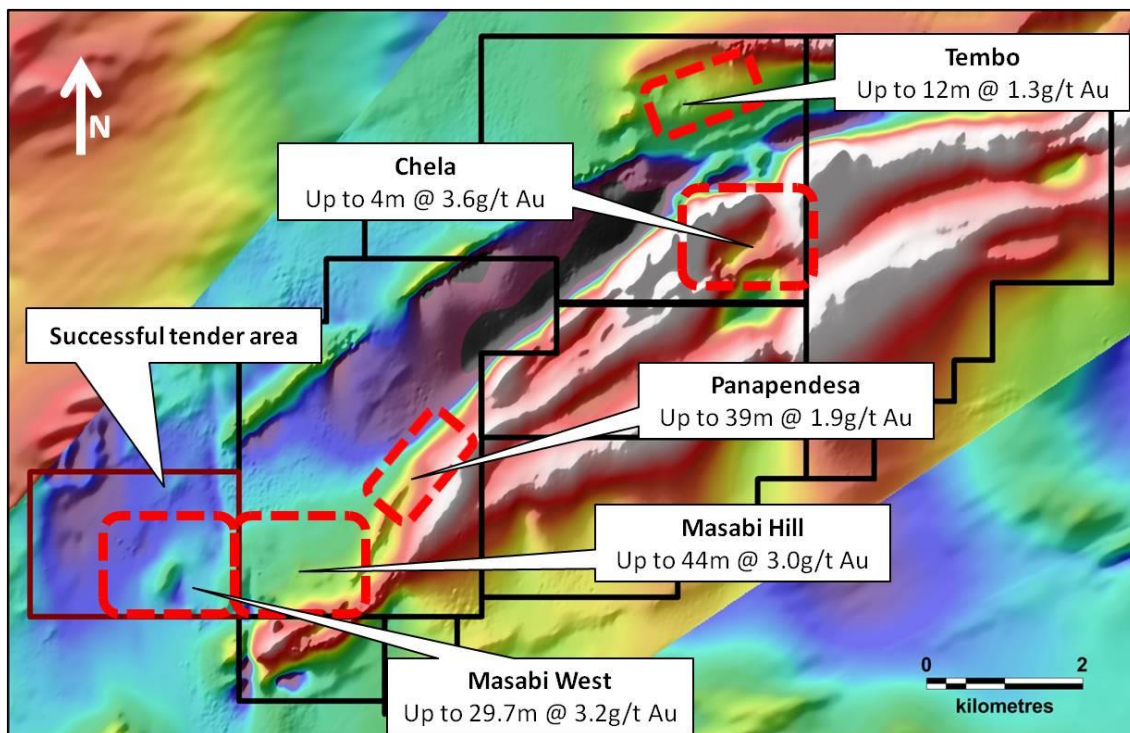 Tembo
Up to 12m @ 1.3g/t Au
N
Chela
Up to 4m @ 3.6g/t Au
Successful tender area
Panapendesa
Up to 39m @ 1.9g/t Au
Masabi Hill
Up to 44m @ 3.0g/t Au
Masabi West
Up to 29.7m @ 3.2g/t Au
0 2
kilometres